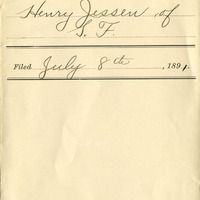 Henry Jessen of
S. F.
Filed July 8th, 1891.